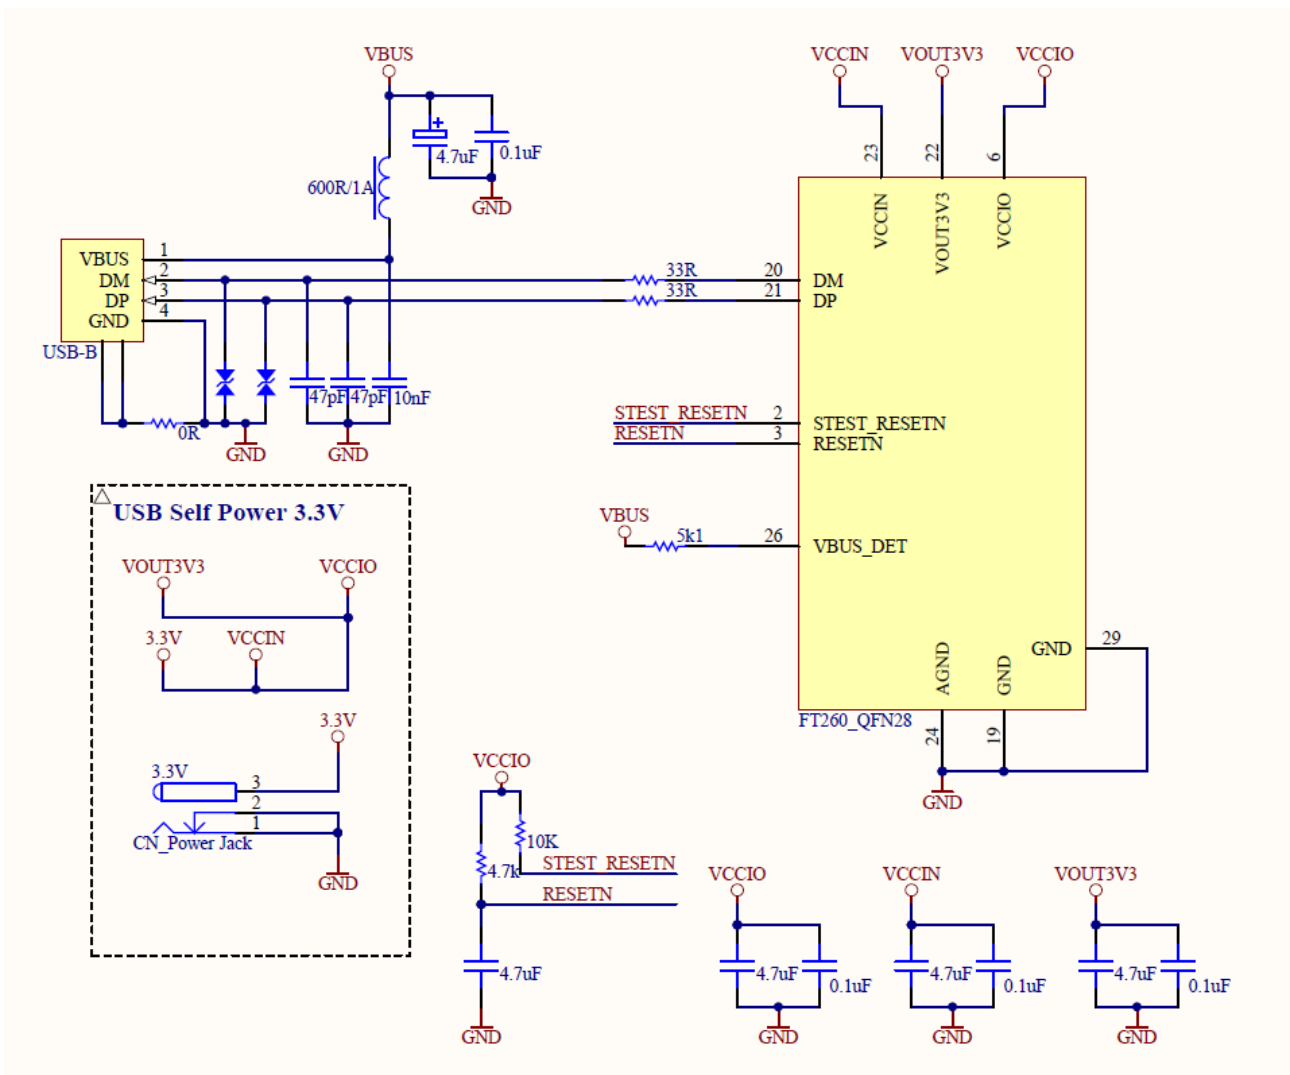 VBUS
4.7uF
0.1uF
GND
600R/1A
VCCIN
VOUT3V3
VCCIO
23
22
6
VCCIN
VOUT3V3
VCCIO
VBUS
DM
DP
GND
1
2
3
4
USB-B
33R
33R
20
21
DM
DP
47pF
47pF
10nF
0R
GND
GND
STEST_RESETN
RESETN
2
3
STEST_RESETN
RESETN
VBUS
5k1
26
VBUS_DET
AGND
GND
GND
29
24
19
FT260_QFN28
GND
USB Self Power 3.3V
VOUT3V3
VCCIO
3.3V
VCCIN
3.3V
3.3V
3
2
1
CN_Power Jack
GND
VCCIO
10K
4.7k
STEST_RESETN
RESETN
4.7uF
GND
VCCIO
4.7uF
0.1uF
GND
VCCIN
4.7uF
0.1uF
GND
VOUT3V3
4.7uF
0.1uF
GND